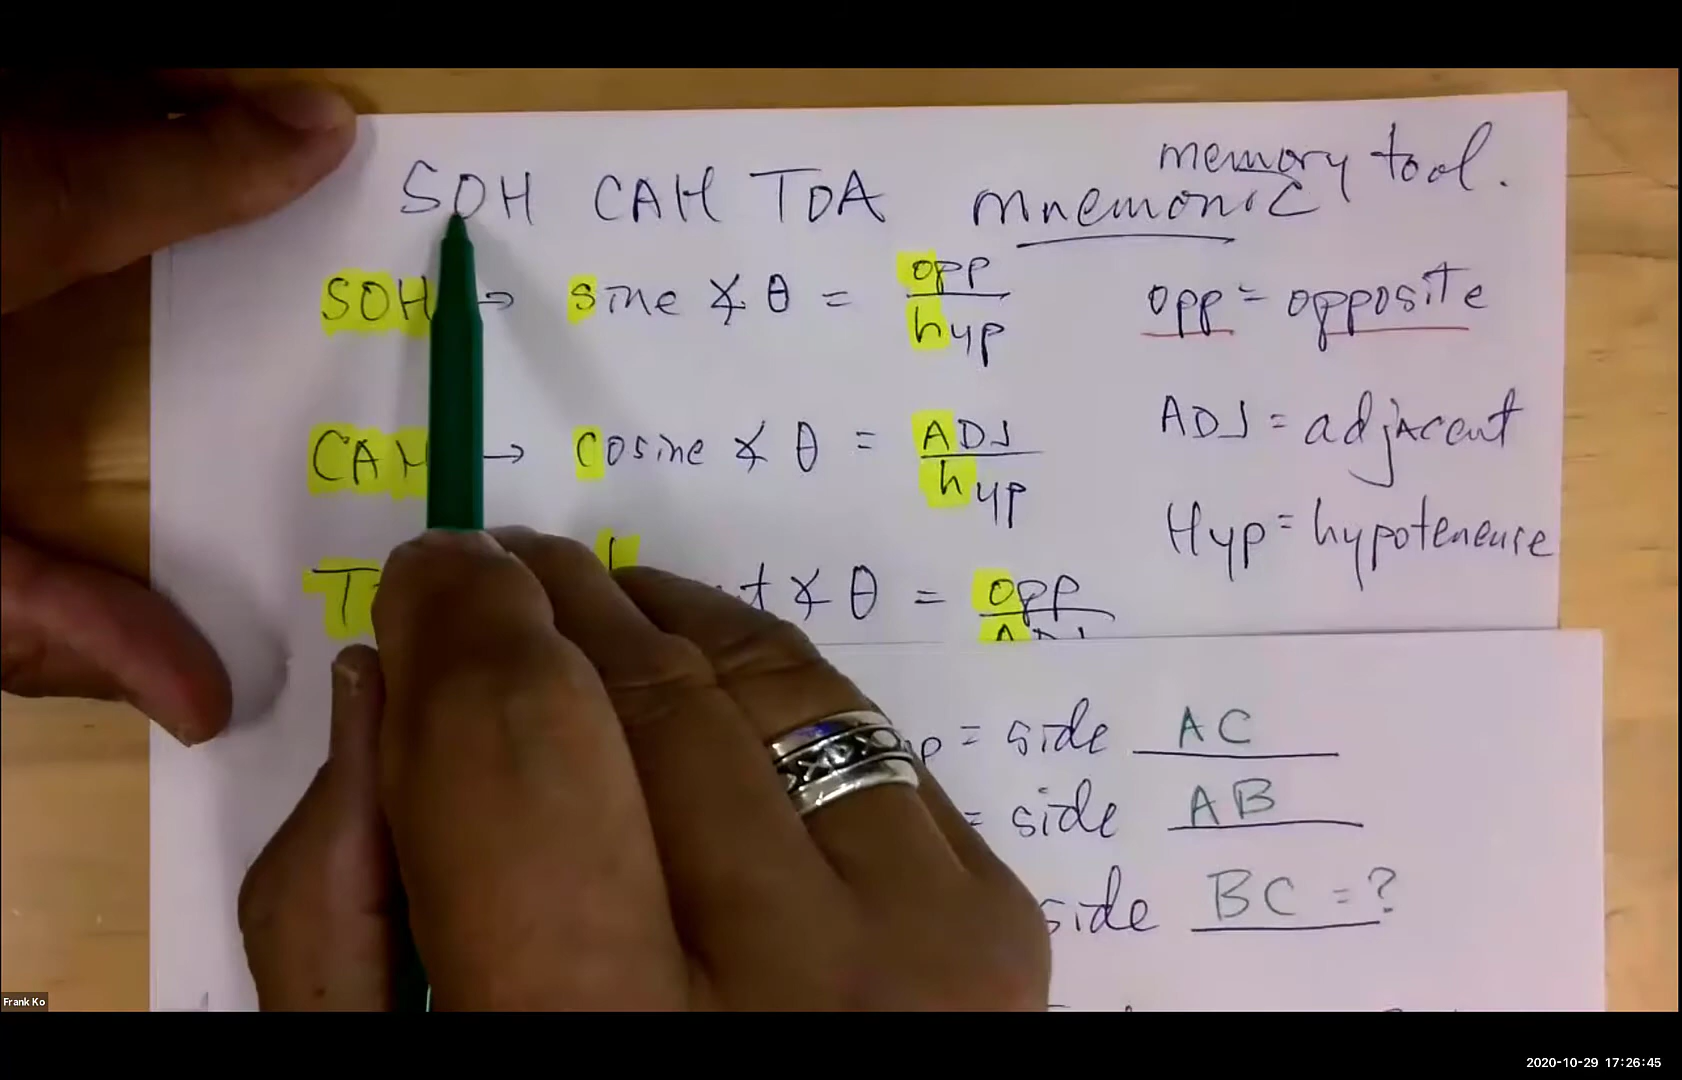 memory tool.
SOH CAH TOA mnemonic
SOH → sine ∡ θ = opp/hyp opp = opposite
CAH → cosine ∡ θ = ADJ/hyp ADJ = adjacent
Hyp = hypoteneuse
∡ θ = opp/ADJ
= side AC
= side AB
side BC = ?
Frank Ko
2020-10-29 17:26:45